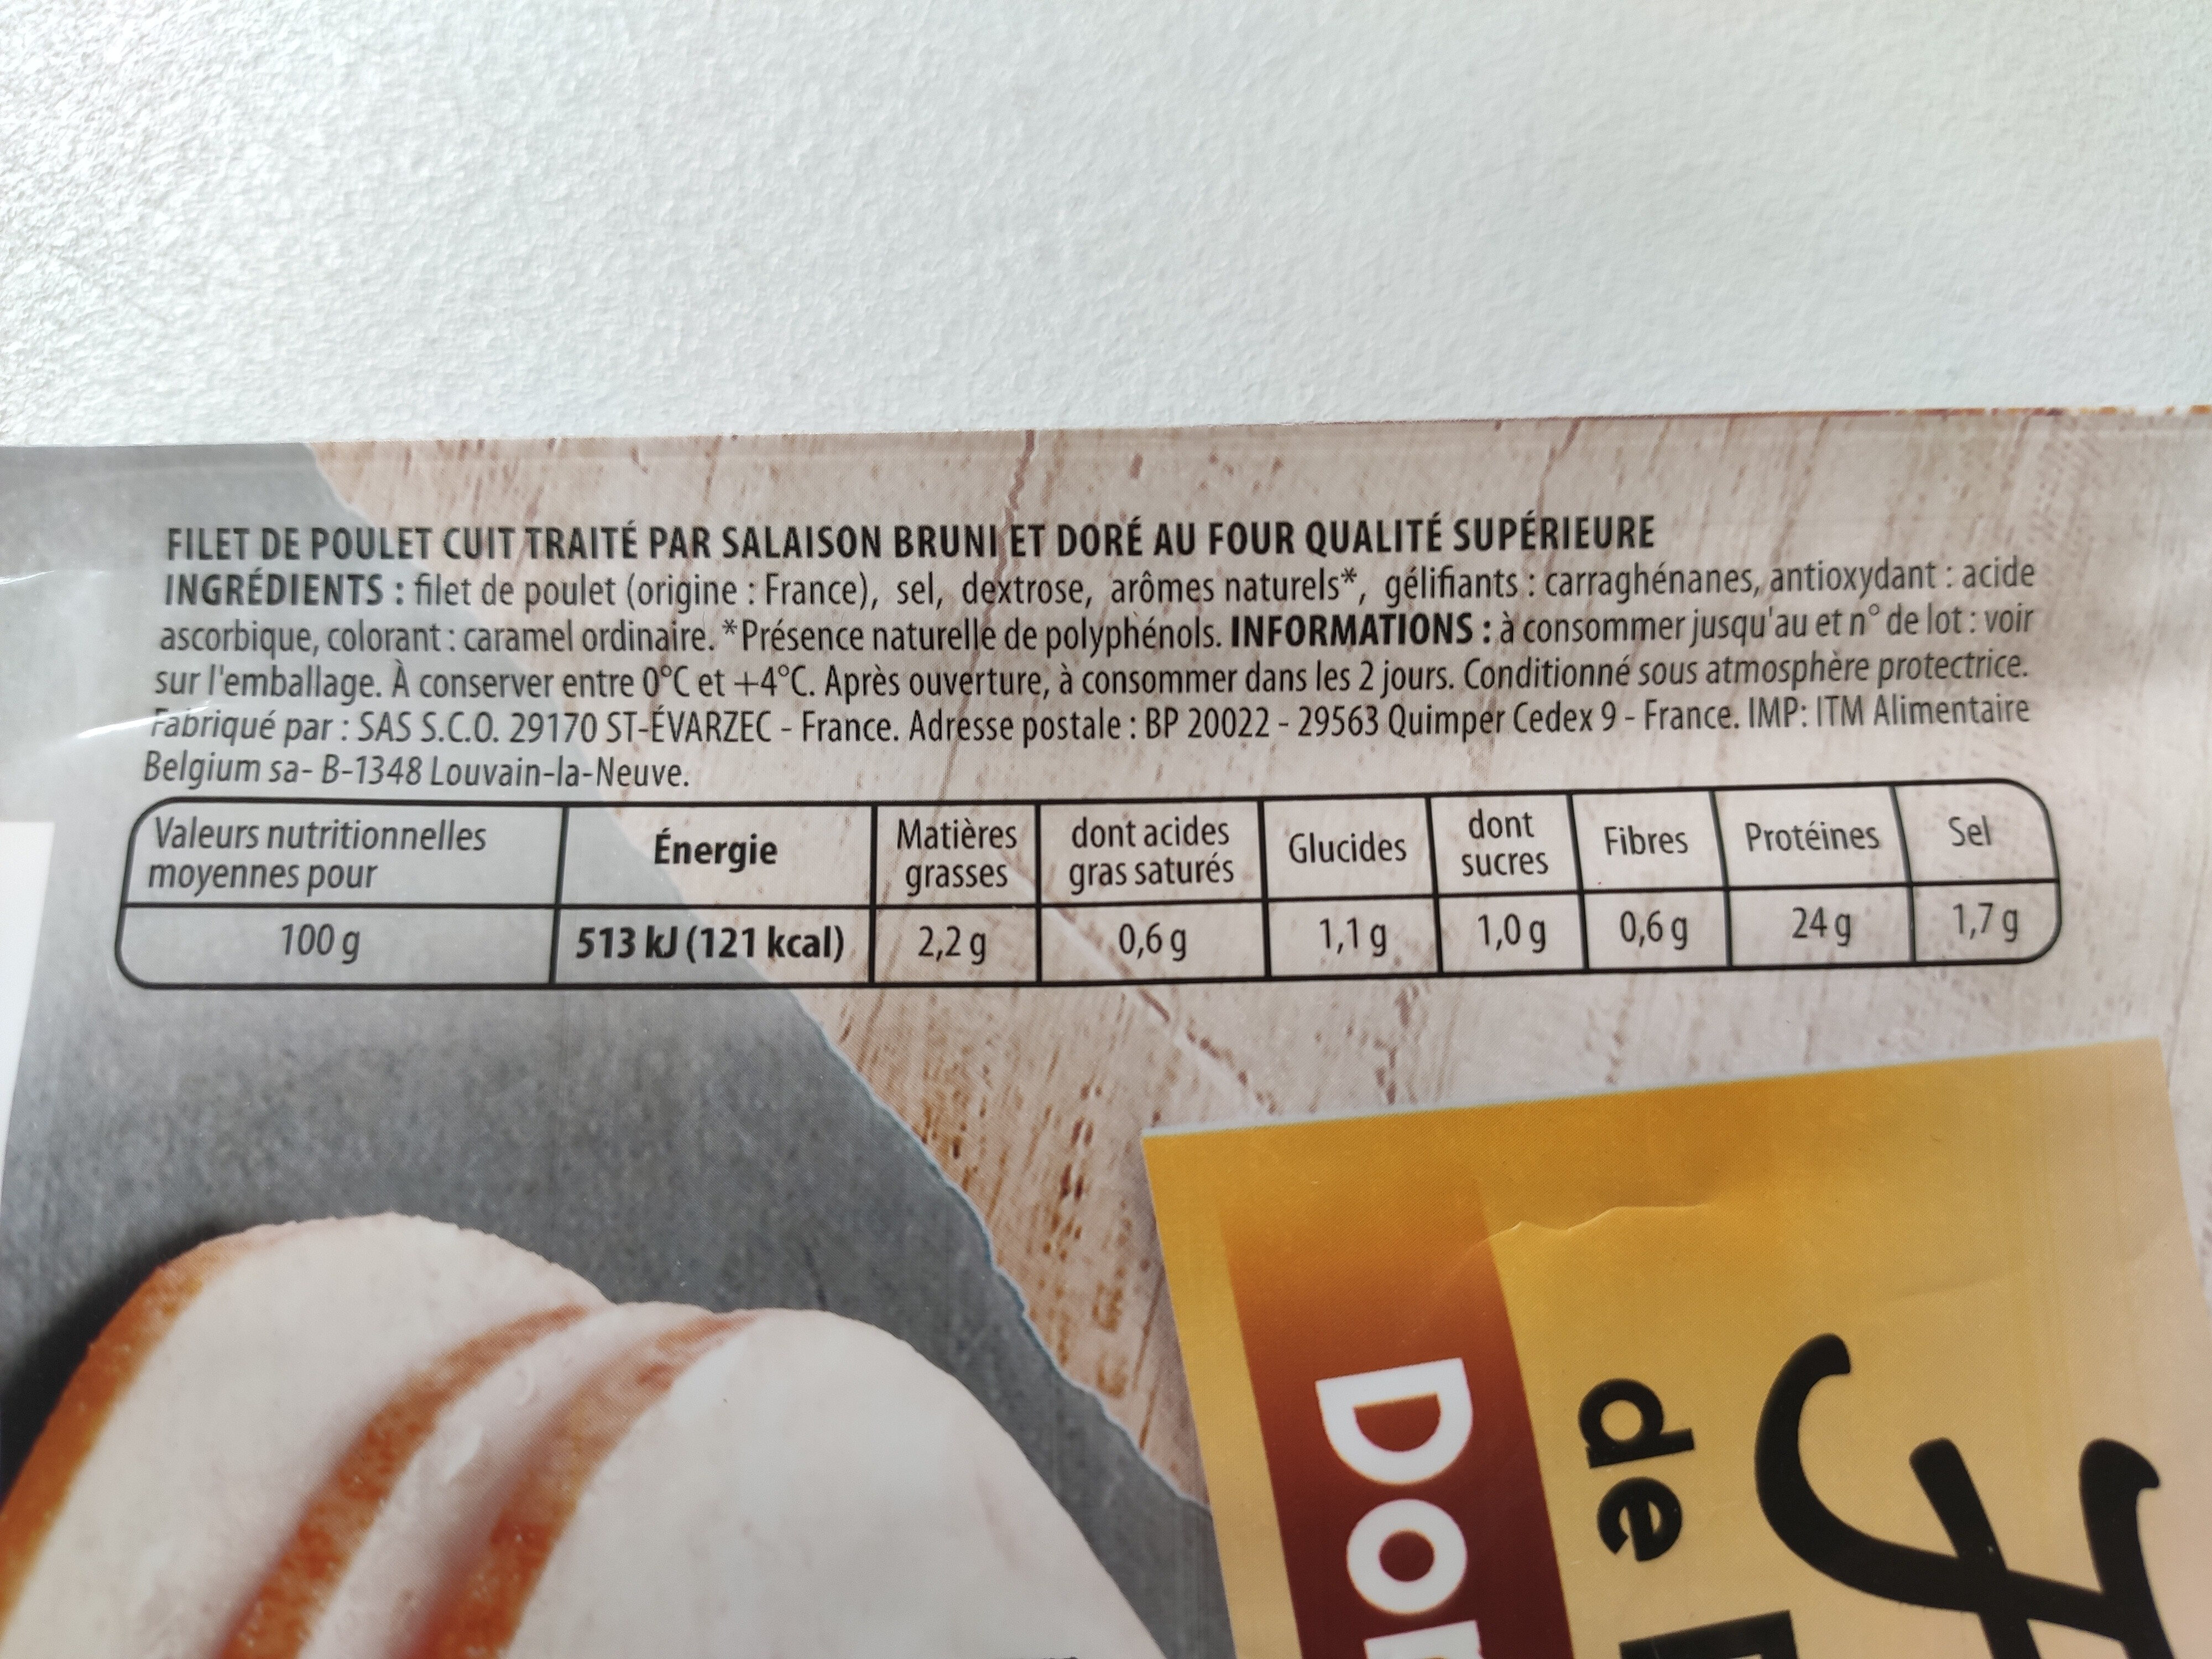 FILET DE POULET CUIT TRAITÉ PAR SALAISON BRUNI ET DORÉ AU FOUR QUALITÉ SUPÉRIEURE
INGRÉDIENTS : filet de poulet (origine : France), sel, dextrose, arômes naturels*, gélifiants : carraghénanes, antioxydant : acide
ascorbique, colorant : caramel ordinaire. *Présence naturelle de polyphénols. INFORMATIONS : à consommer jusqu'au et n° de lot : voir
sur l'emballage. À conserver entre 0°C et +4°C. Après ouverture, à consommer dans les 2 jours. Conditionné sous atmosphère protectrice.
Fabriqué par : SAS S.C.O. 29170 ST-ÉVARZEC - France. Adresse postale : BP 20022 - 29563 Quimper Cedex 9 - France. IMP: ITM Alimentaire
Belgium sa- B-1348 Louvain-la-Neuve.
Valeurs nutritionnelles moyennes pour Énergie Matières grasses dont acides gras saturés Glucides dont sucres Fibres Protéines Sel
100 g 513 kJ (121 kcal) 2,2 g 0,6 g 1,1 g 1,0 g 0,6 g 24 g 1,7 g
de